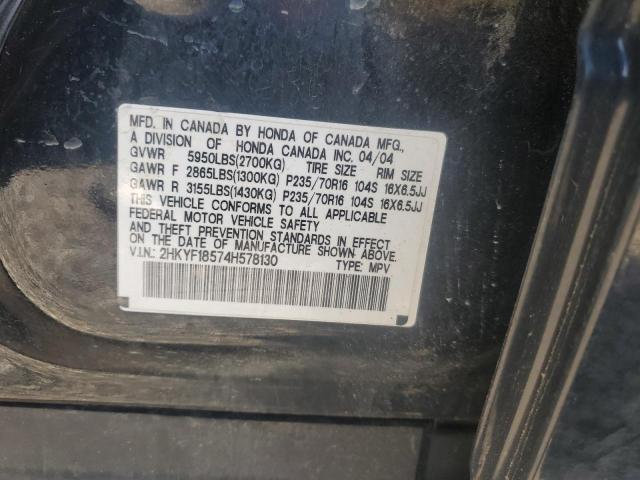 MFD. IN CANADA BY HONDA OF CANADA MFG.,
A DIVISION OF HONDA CANADA INC. 04/04
GVWR 5950LBS(2700KG) TIRE SIZE RIM SIZE
GAWR F 2865LBS(1300KG) P235/70R16 104S 16X6.5JJ
GAWR R 3155LBS(1430KG) P235/70R16 104S 16X6.5JJ
THIS VEHICLE CONFORMS TO ALL APPLICABLE
FEDERAL MOTOR VEHICLE SAFETY
AND THEFT PREVENTION STANDARDS IN EFFECT
ON THE DATE OF MANUFACTURE SHOWN ABOVE.
V.I.N.: 2HKYF18574H578130
TYPE: MPV